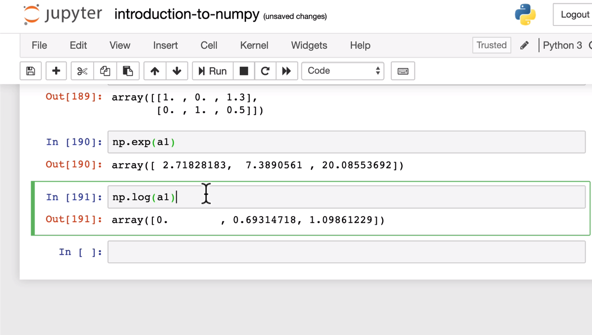 jupyter introduction-to-numpy (unsaved changes) Logout
File Edit View Insert Cell Kernel Widgets Help Trusted Python 3
Run Code
Out[189]: array([[1. , 0. , 1.3],
[0. , 1. , 0.5]])
In [190]: np.exp(a1)
Out[190]: array([ 2.71828183,  7.3890561 , 20.08553692])
In [191]: np.log(a1)
Out[191]: array([0.        , 0.69314718, 1.09861229])
In [ ]: